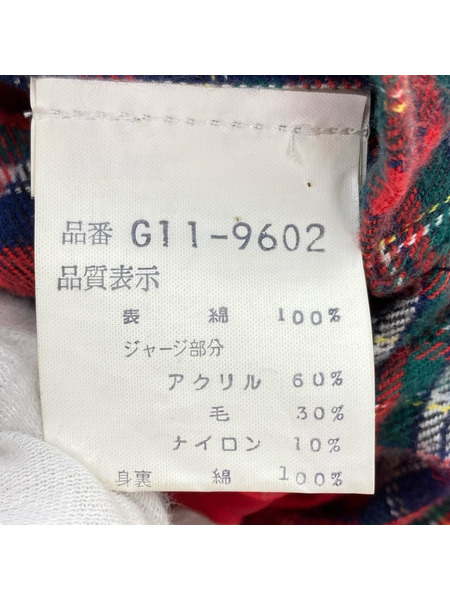 品番 G11-9602
品質表示
表 綿 100%
ジャージ部分
アクリル 60%
毛 30%
ナイロン 10%
身裏 綿 100%